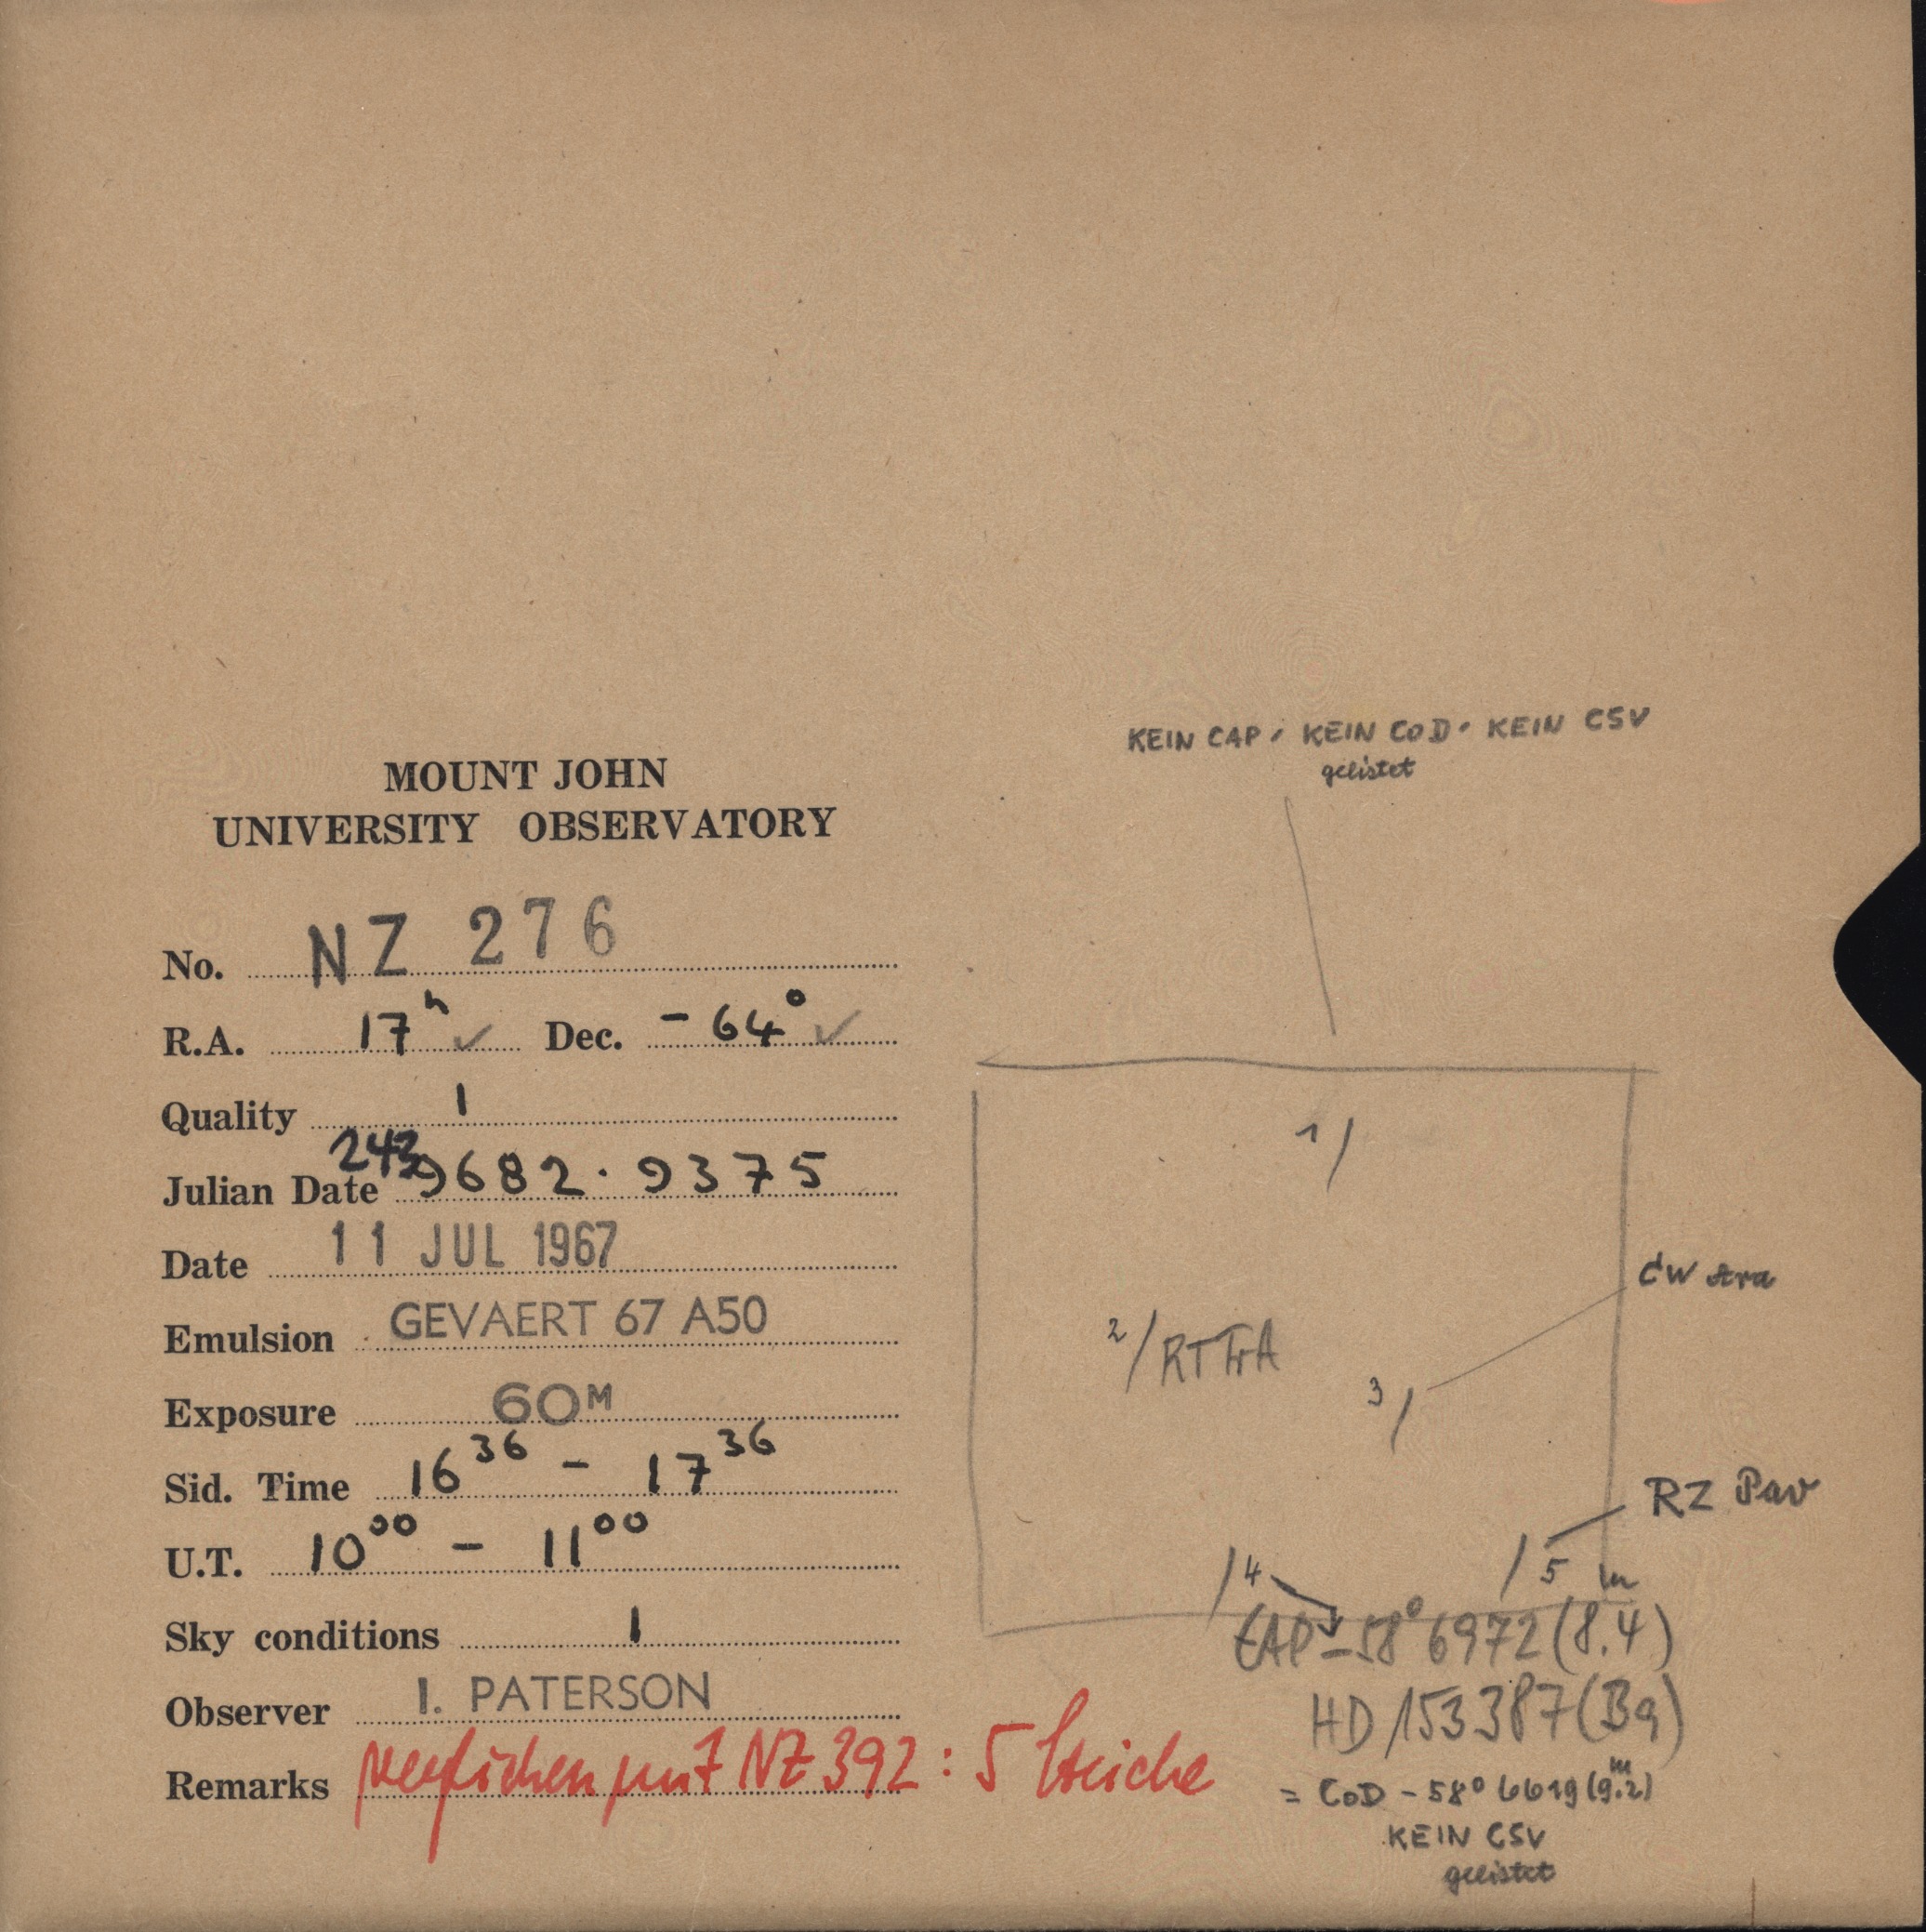 KEIN CAP, KEIN CoD, KEIN CSV
gelistet
MOUNT JOHN
UNIVERSITY OBSERVATORY
No. NZ 276
R.A. 17h ✓ Dec. -64° ✓
Quality 1
Julian Date 2439682.9375
Date 11 JUL 1967
Emulsion GEVAERT 67 A50
Exposure 60M
Sid. Time 16 36 - 17 36
U.T. 10 00 - 11 00
Sky conditions 1
Observer I. PATERSON
Remarks verglichen mit NZ 392: 5 Striche
1/
CW Ara
2/ RTTrA
3/
RZ Pav
/4
/5
CAP -58° 6972 (8.4)m
HD 153387 (B9)
= CoD -58° 6619 (9.2)m
KEIN CSV
gelistet